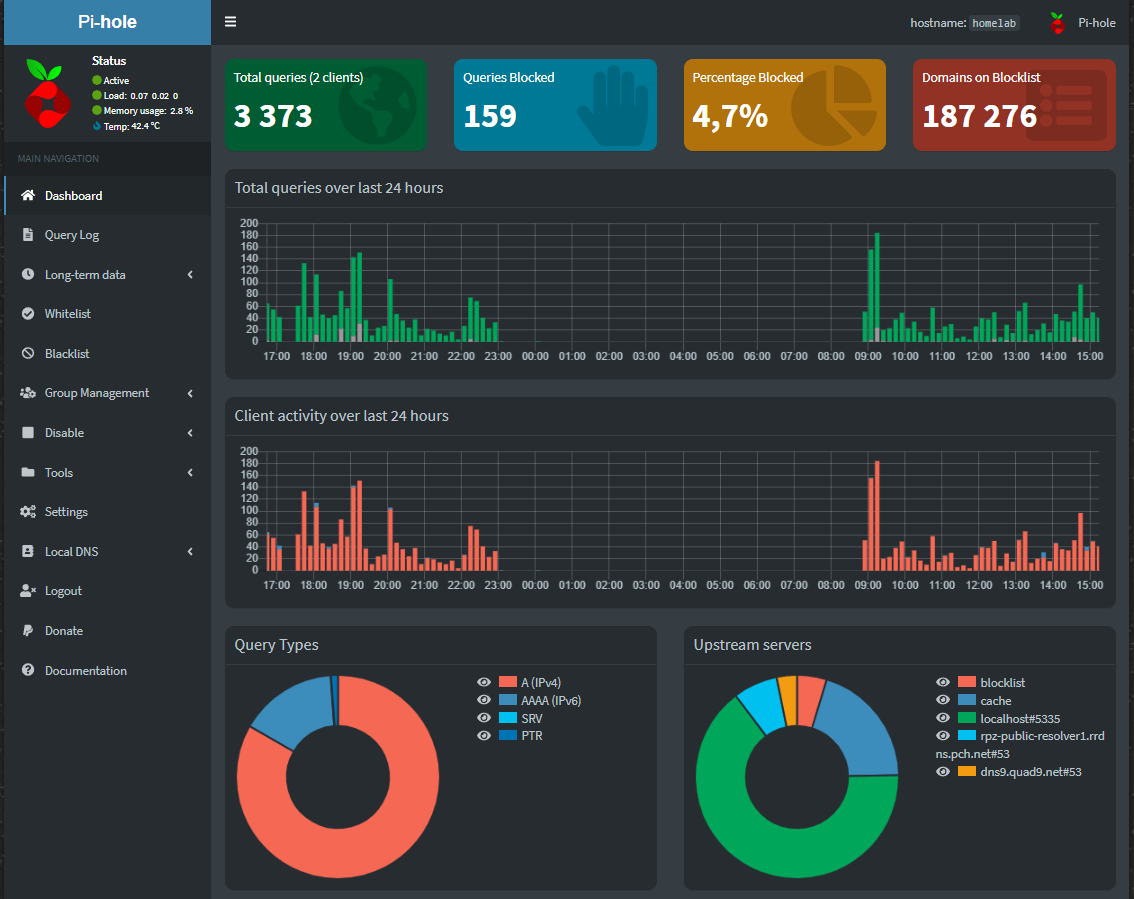 Pi-hole
hostname: homelab
Pi-hole
Status
Active
Load: 0.07 0.02 0
Memory usage: 2.8 %
Temp: 42.4 °C
MAIN NAVIGATION
Dashboard
Query Log
Long-term data
Whitelist
Blacklist
Group Management
Disable
Tools
Settings
Local DNS
Logout
Donate
Documentation
Total queries (2 clients)
3 373
Queries Blocked
159
Percentage Blocked
4,7%
Domains on Blocklist
187 276
Total queries over last 24 hours
200
180
160
140
120
100
80
60
40
20
0
17:00 18:00 19:00 20:00 21:00 22:00 23:00 00:00 01:00 02:00 03:00 04:00 05:00 06:00 07:00 08:00 09:00 10:00 11:00 12:00 13:00 14:00 15:00
Client activity over last 24 hours
200
180
160
140
120
100
80
60
40
20
0
17:00 18:00 19:00 20:00 21:00 22:00 23:00 00:00 01:00 02:00 03:00 04:00 05:00 06:00 07:00 08:00 09:00 10:00 11:00 12:00 13:00 14:00 15:00
Query Types
A (IPv4)
AAAA (IPv6)
SRV
PTR
Upstream servers
blocklist
cache
localhost#5335
rpz-public-resolver1.rrd
ns.pch.net#53
dns9.quad9.net#53